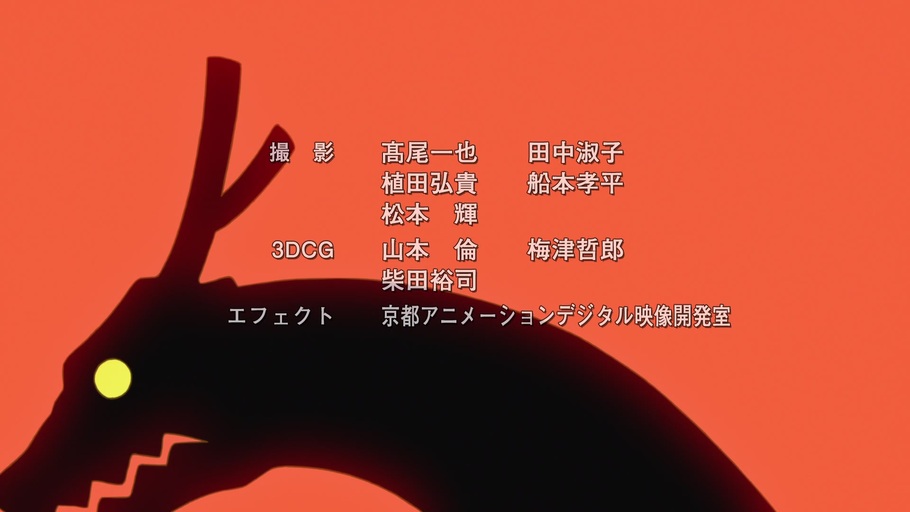 撮　影　　髙尾一也　　田中淑子
植田弘貴　　船本孝平
松本　輝
3DCG　　山本　倫　　梅津哲郎
柴田裕司
エフェクト　　京都アニメーションデジタル映像開発室